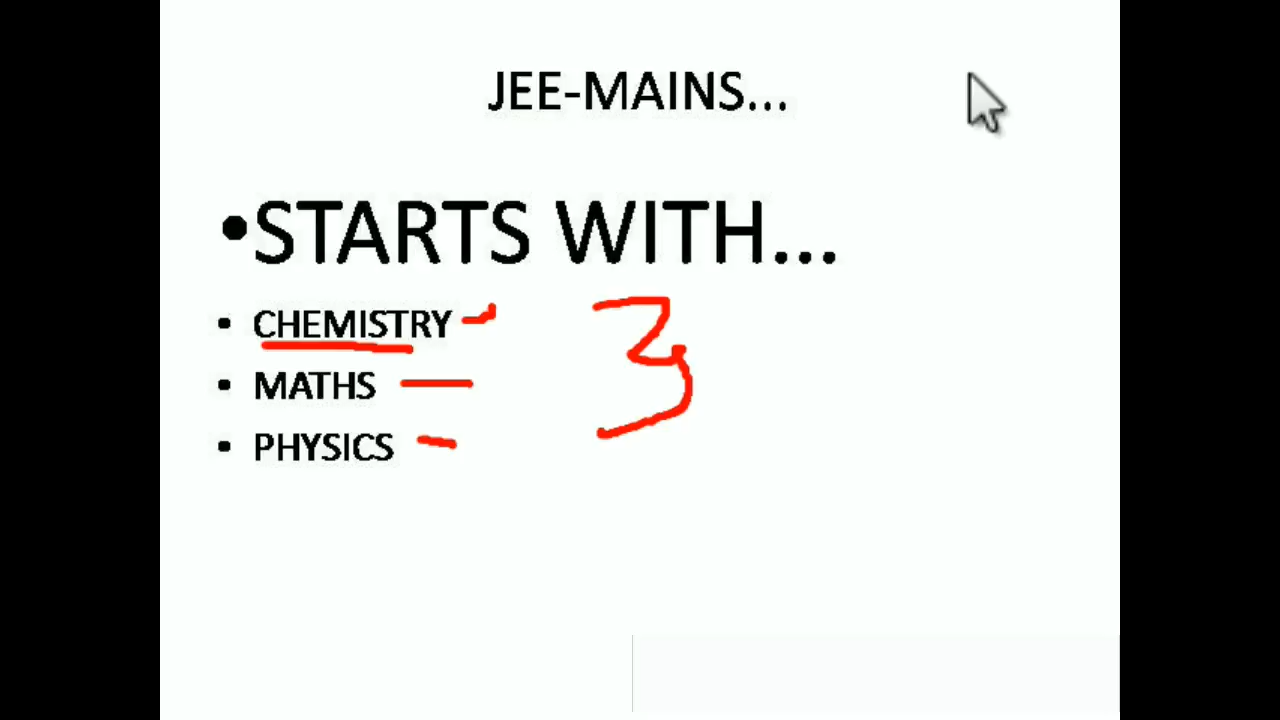 JEE-MAINS...
•STARTS WITH...
• CHEMISTRY
• MATHS
• PHYSICS
3